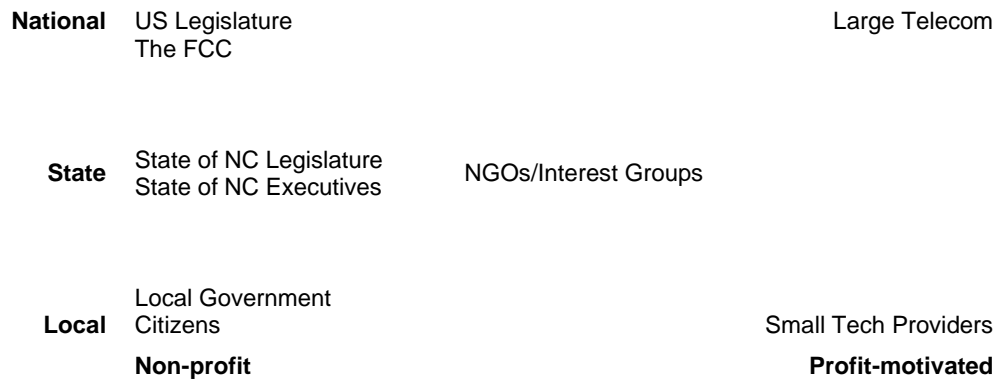 National US Legislature Large Telecom
The FCC
State of NC Legislature
State NGOs/Interest Groups
State of NC Executives
Local Government
Local Citizens Small Tech Providers
Non-profit Profit-motivated